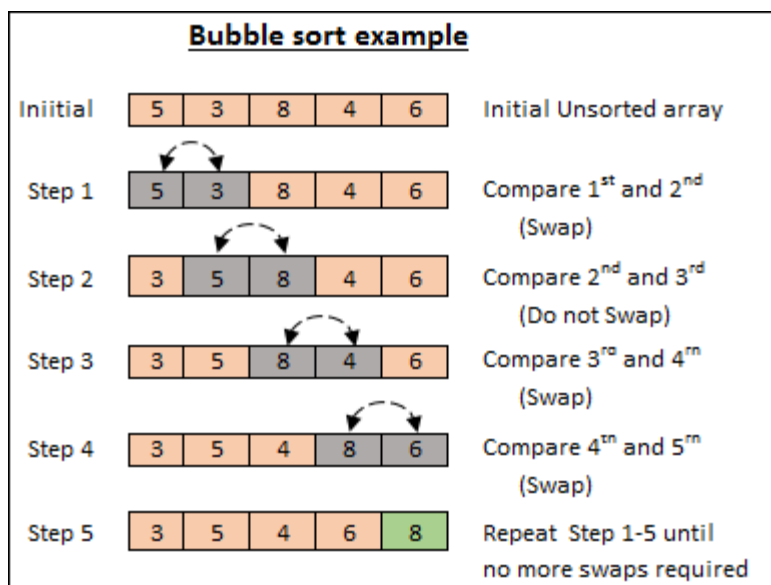 Bubble sort example
Iniitial 5 3 8 4 6 Initial Unsorted array
Step 1 5 3 8 4 6 Compare 1st and 2nd
(Swap)
Step 2 3 5 8 4 6 Compare 2nd and 3rd
(Do not Swap)
Step 3 3 5 8 4 6 Compare 3rd and 4rn
(Swap)
Step 4 3 5 4 8 6 Compare 4tn and 5rn
(Swap)
Step 5 3 5 4 6 8 Repeat Step 1-5 until
no more swaps required